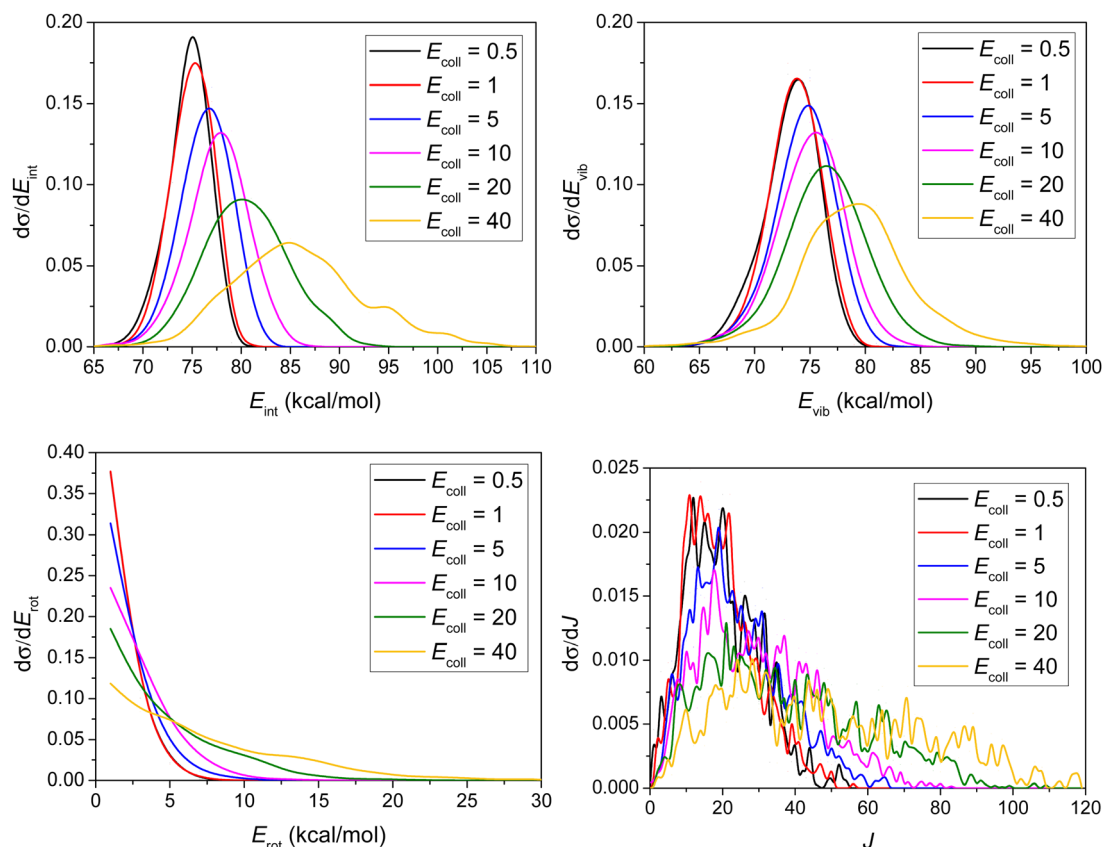 0.20
0.15
0.10
0.05
0.00
dσ/dEint
65 70 75 80 85 90 95 100 105 110
Eint (kcal/mol)
Ecoll = 0.5
Ecoll = 1
Ecoll = 5
Ecoll = 10
Ecoll = 20
Ecoll = 40
0.20
0.15
0.10
0.05
0.00
dσ/dEvib
60 65 70 75 80 85 90 95 100
Evib (kcal/mol)
Ecoll = 0.5
Ecoll = 1
Ecoll = 5
Ecoll = 10
Ecoll = 20
Ecoll = 40
0.40
0.35
0.30
0.25
0.20
0.15
0.10
0.05
0.00
dσ/dErot
0 5 10 15 20 25 30
Erot (kcal/mol)
Ecoll = 0.5
Ecoll = 1
Ecoll = 5
Ecoll = 10
Ecoll = 20
Ecoll = 40
0.025
0.020
0.015
0.010
0.005
0.000
dσ/dJ
0 20 40 60 80 100 120
J
Ecoll = 0.5
Ecoll = 1
Ecoll = 5
Ecoll = 10
Ecoll = 20
Ecoll = 40